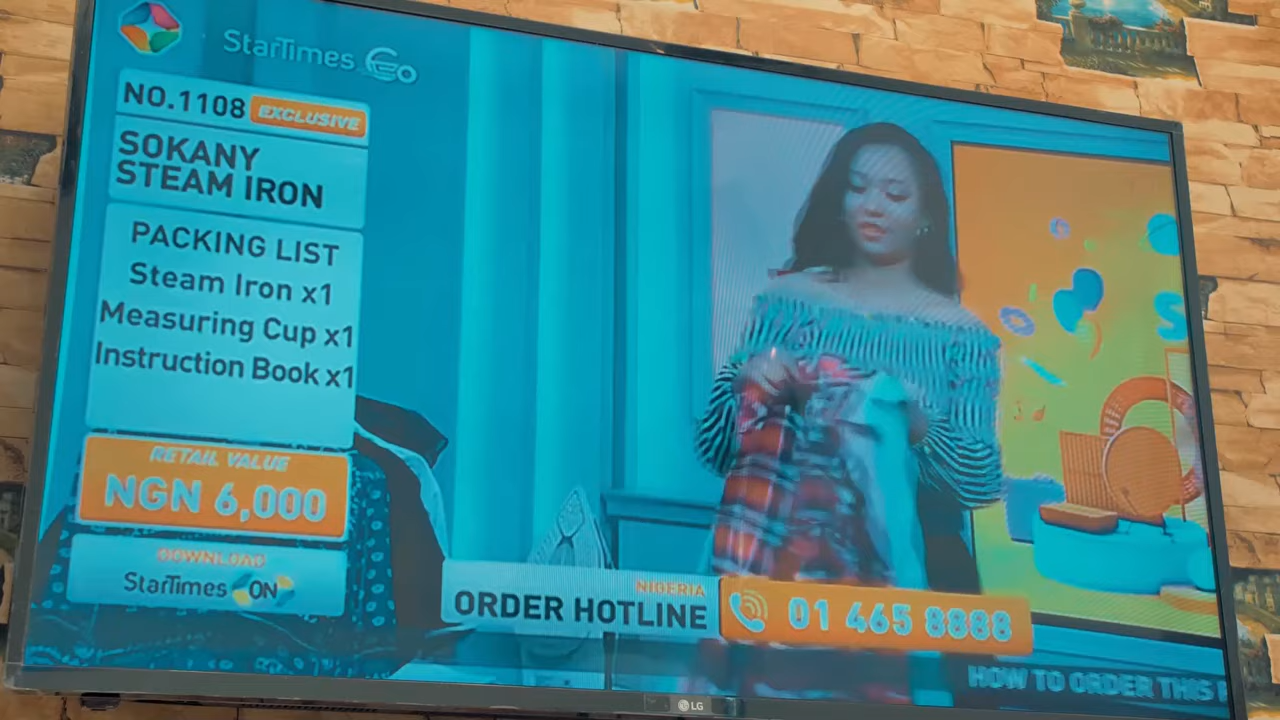 StarTimes Go
NO.1108 EXCLUSIVE
SOKANY
STEAM IRON
PACKING LIST
Steam Iron x1
Measuring Cup x1
Instruction Book x1
RETAIL VALUE
NGN 6,000
DOWNLOAD
StarTimes ON
NIGERIA
ORDER HOTLINE
01 465 8888
HOW TO ORDER THIS
LG